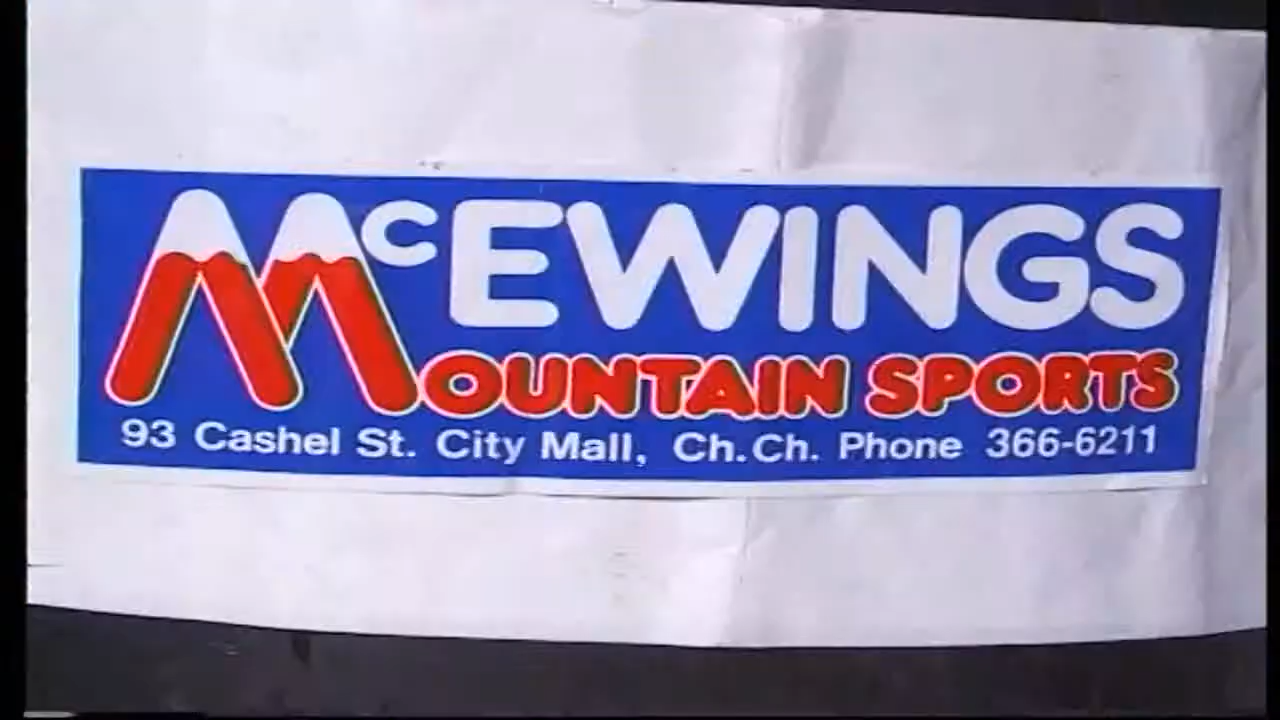 McEWINGS
MOUNTAIN SPORTS
93 Cashel St. City Mall, Ch.Ch. Phone 366-6211